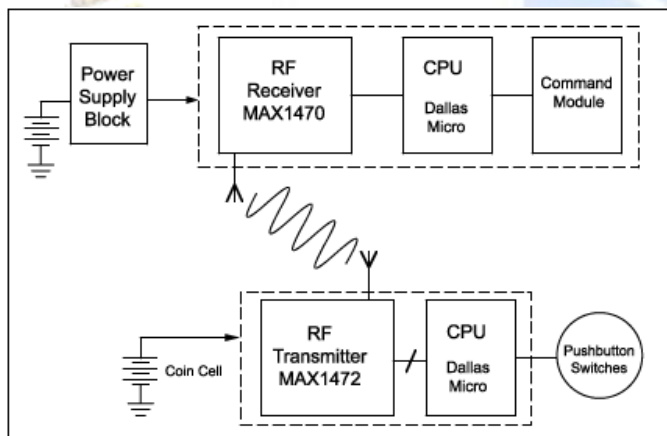 Power
Supply
Block
RF
Receiver
MAX1470
CPU
Dallas
Micro
Command
Module
RF
Transmitter
MAX1472
CPU
Dallas
Micro
Pushbutton
Switches
Coin Cell